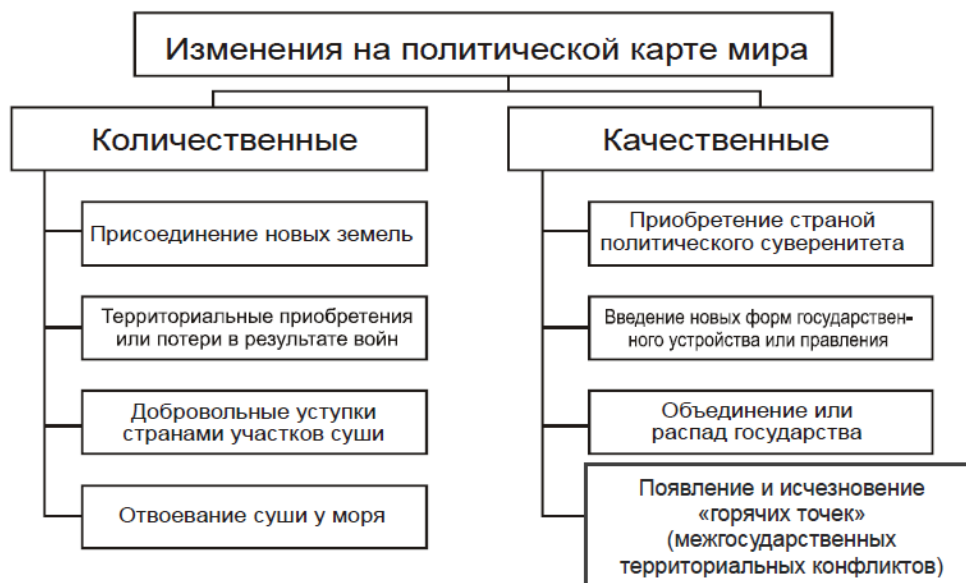 Изменения на политической карте мира
Количественные
Присоединение новых земель
Территориальные приобретения
или потери в результате войн
Добровольные уступки
странами участков суши
Отвоевание суши у моря
Качественные
Приобретение страной
политического суверенитета
Введение новых форм государствен-
ного устройства или правления
Объединение или
распад государства
Появление и исчезновение
«горячих точек»
(межгосударственных
территориальных конфликтов)